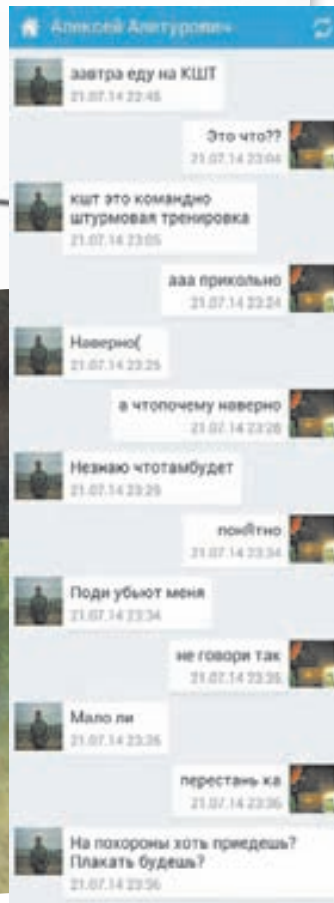 Алексей
завтра еду на КШТ
21.07.14 22:45
Это что??
21.07.14 23:04
кшт это командно
штурмовая тренировка
21.07.14 23:05
ааа прикольно
21.07.14 23:24
Наверно(
21.07.14 23:25
а чтопочему наверно
21.07.14 23:28
Незнаю чтотамбудет
21.07.14 23:29
понЯтно
21.07.14 23:34
Поди убьют меня
21.07.14 23:34
не говори так
21.07.14 23:35
Мало ли
21.07.14 23:35
перестань ка
21.07.14 23:36
На похороны хоть приедешь?
Плакать будешь?
21.07.14 23:36